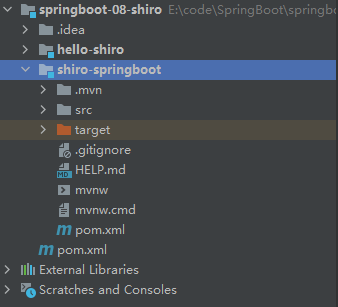 springboot-08-shiro E:\code\SpringBoot\springbo
.idea
hello-shiro
shiro-springboot
.mvn
src
target
.gitignore
HELP.md
mvnw
mvnw.cmd
pom.xml
pom.xml
External Libraries
Scratches and Consoles